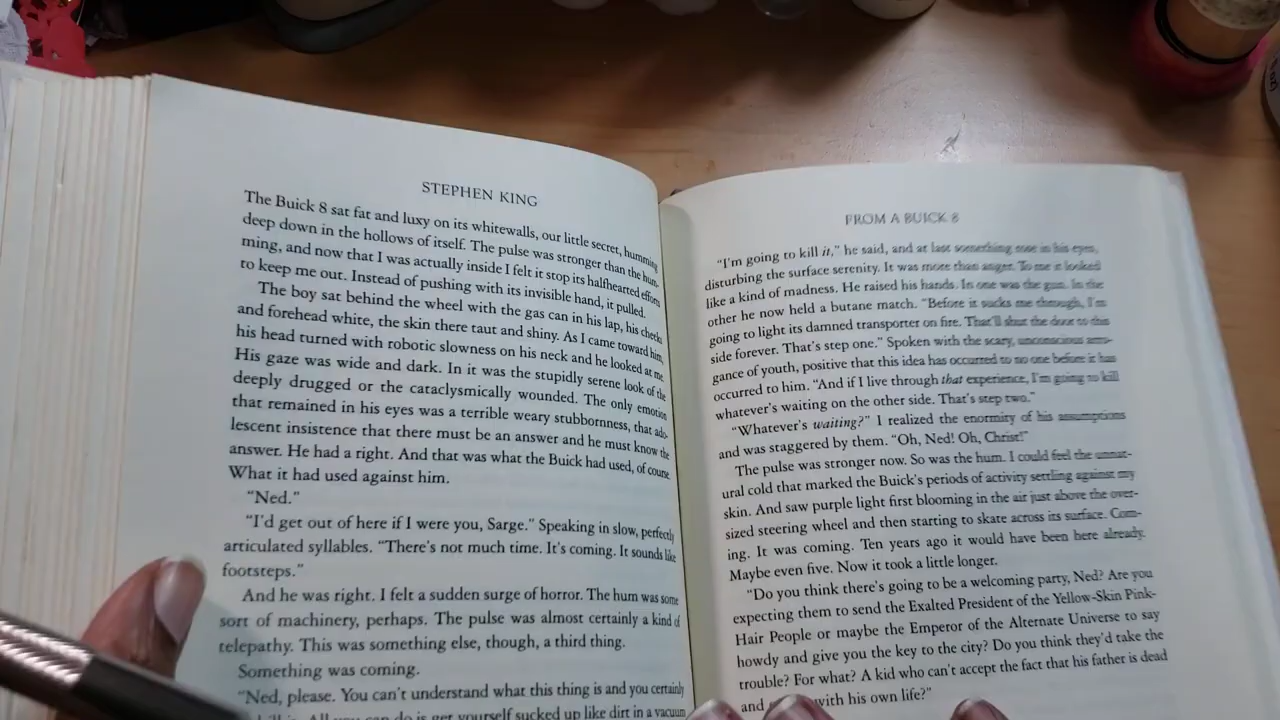 STEPHEN KING
The Buick 8 sat fat and luxy on its whitewalls, our little secret, humming
deep down in the hollows of itself. The pulse was stronger than the hum-
ming, and now that I was actually inside I felt it stop its halfhearted efforts
to keep me out. Instead of pushing with its invisible hand, it pulled.
The boy sat behind the wheel with the gas can in his lap, his cheeks
and forehead white, the skin there taut and shiny. As I came toward him,
his head turned with robotic slowness on his neck and he looked at me.
His gaze was wide and dark. In it was the stupidly serene look of the
deeply drugged or the cataclysmically wounded. The only emotion
that remained in his eyes was a terrible weary stubbornness, that ado-
lescent insistence that there must be an answer and he must know the
answer. He had a right. And that was what the Buick had used, of course.
What it had used against him.
"Ned."
"I'd get out of here if I were you, Sarge." Speaking in slow, perfectly
articulated syllables. "There's not much time. It's coming. It sounds like
footsteps."
And he was right. I felt a sudden surge of horror. The hum was some
sort of machinery, perhaps. The pulse was almost certainly a kind of
telepathy. This was something else, though, a third thing.
Something was coming.
"Ned, please. You can't understand what this thing is and you certainly
All you can do is get yourself sucked up like dirt in a vacuum
FROM A BUICK 8
"I'm going to kill it," he said, and at last something rose in his eyes,
disturbing the surface serenity. It was more than anger. To me it looked
like a kind of madness. He raised his hands. In one was the gun. In the
other he now held a butane match. "Before it sucks me through, I'm
going to light its damned transporter on fire. That'll shut the door to this
side forever. That's step one." Spoken with the scary, unconscious arro-
gance of youth, positive that this idea has occurred to no one before it has
occurred to him. "And if I live through that experience, I'm going to kill
whatever's waiting on the other side. That's step two."
"Whatever's waiting?" I realized the enormity of his assumptions
and was staggered by them. "Oh, Ned! Oh, Christ!"
The pulse was stronger now. So was the hum. I could feel the unnat-
ural cold that marked the Buick's periods of activity settling against my
skin. And saw purple light first blooming in the air just above the over-
sized steering wheel and then starting to skate across its surface. Com-
ing. It was coming. Ten years ago it would have been here already.
Maybe even five. Now it took a little longer.
"Do you think there's going to be a welcoming party, Ned? Are you
expecting them to send the Exalted President of the Yellow-Skin Pink-
Hair People or maybe the Emperor of the Alternate Universe to say
howdy and give you the key to the city? Do you think they'd take the
trouble? For what? A kid who can't accept the fact that his father is dead
and with his own life?"